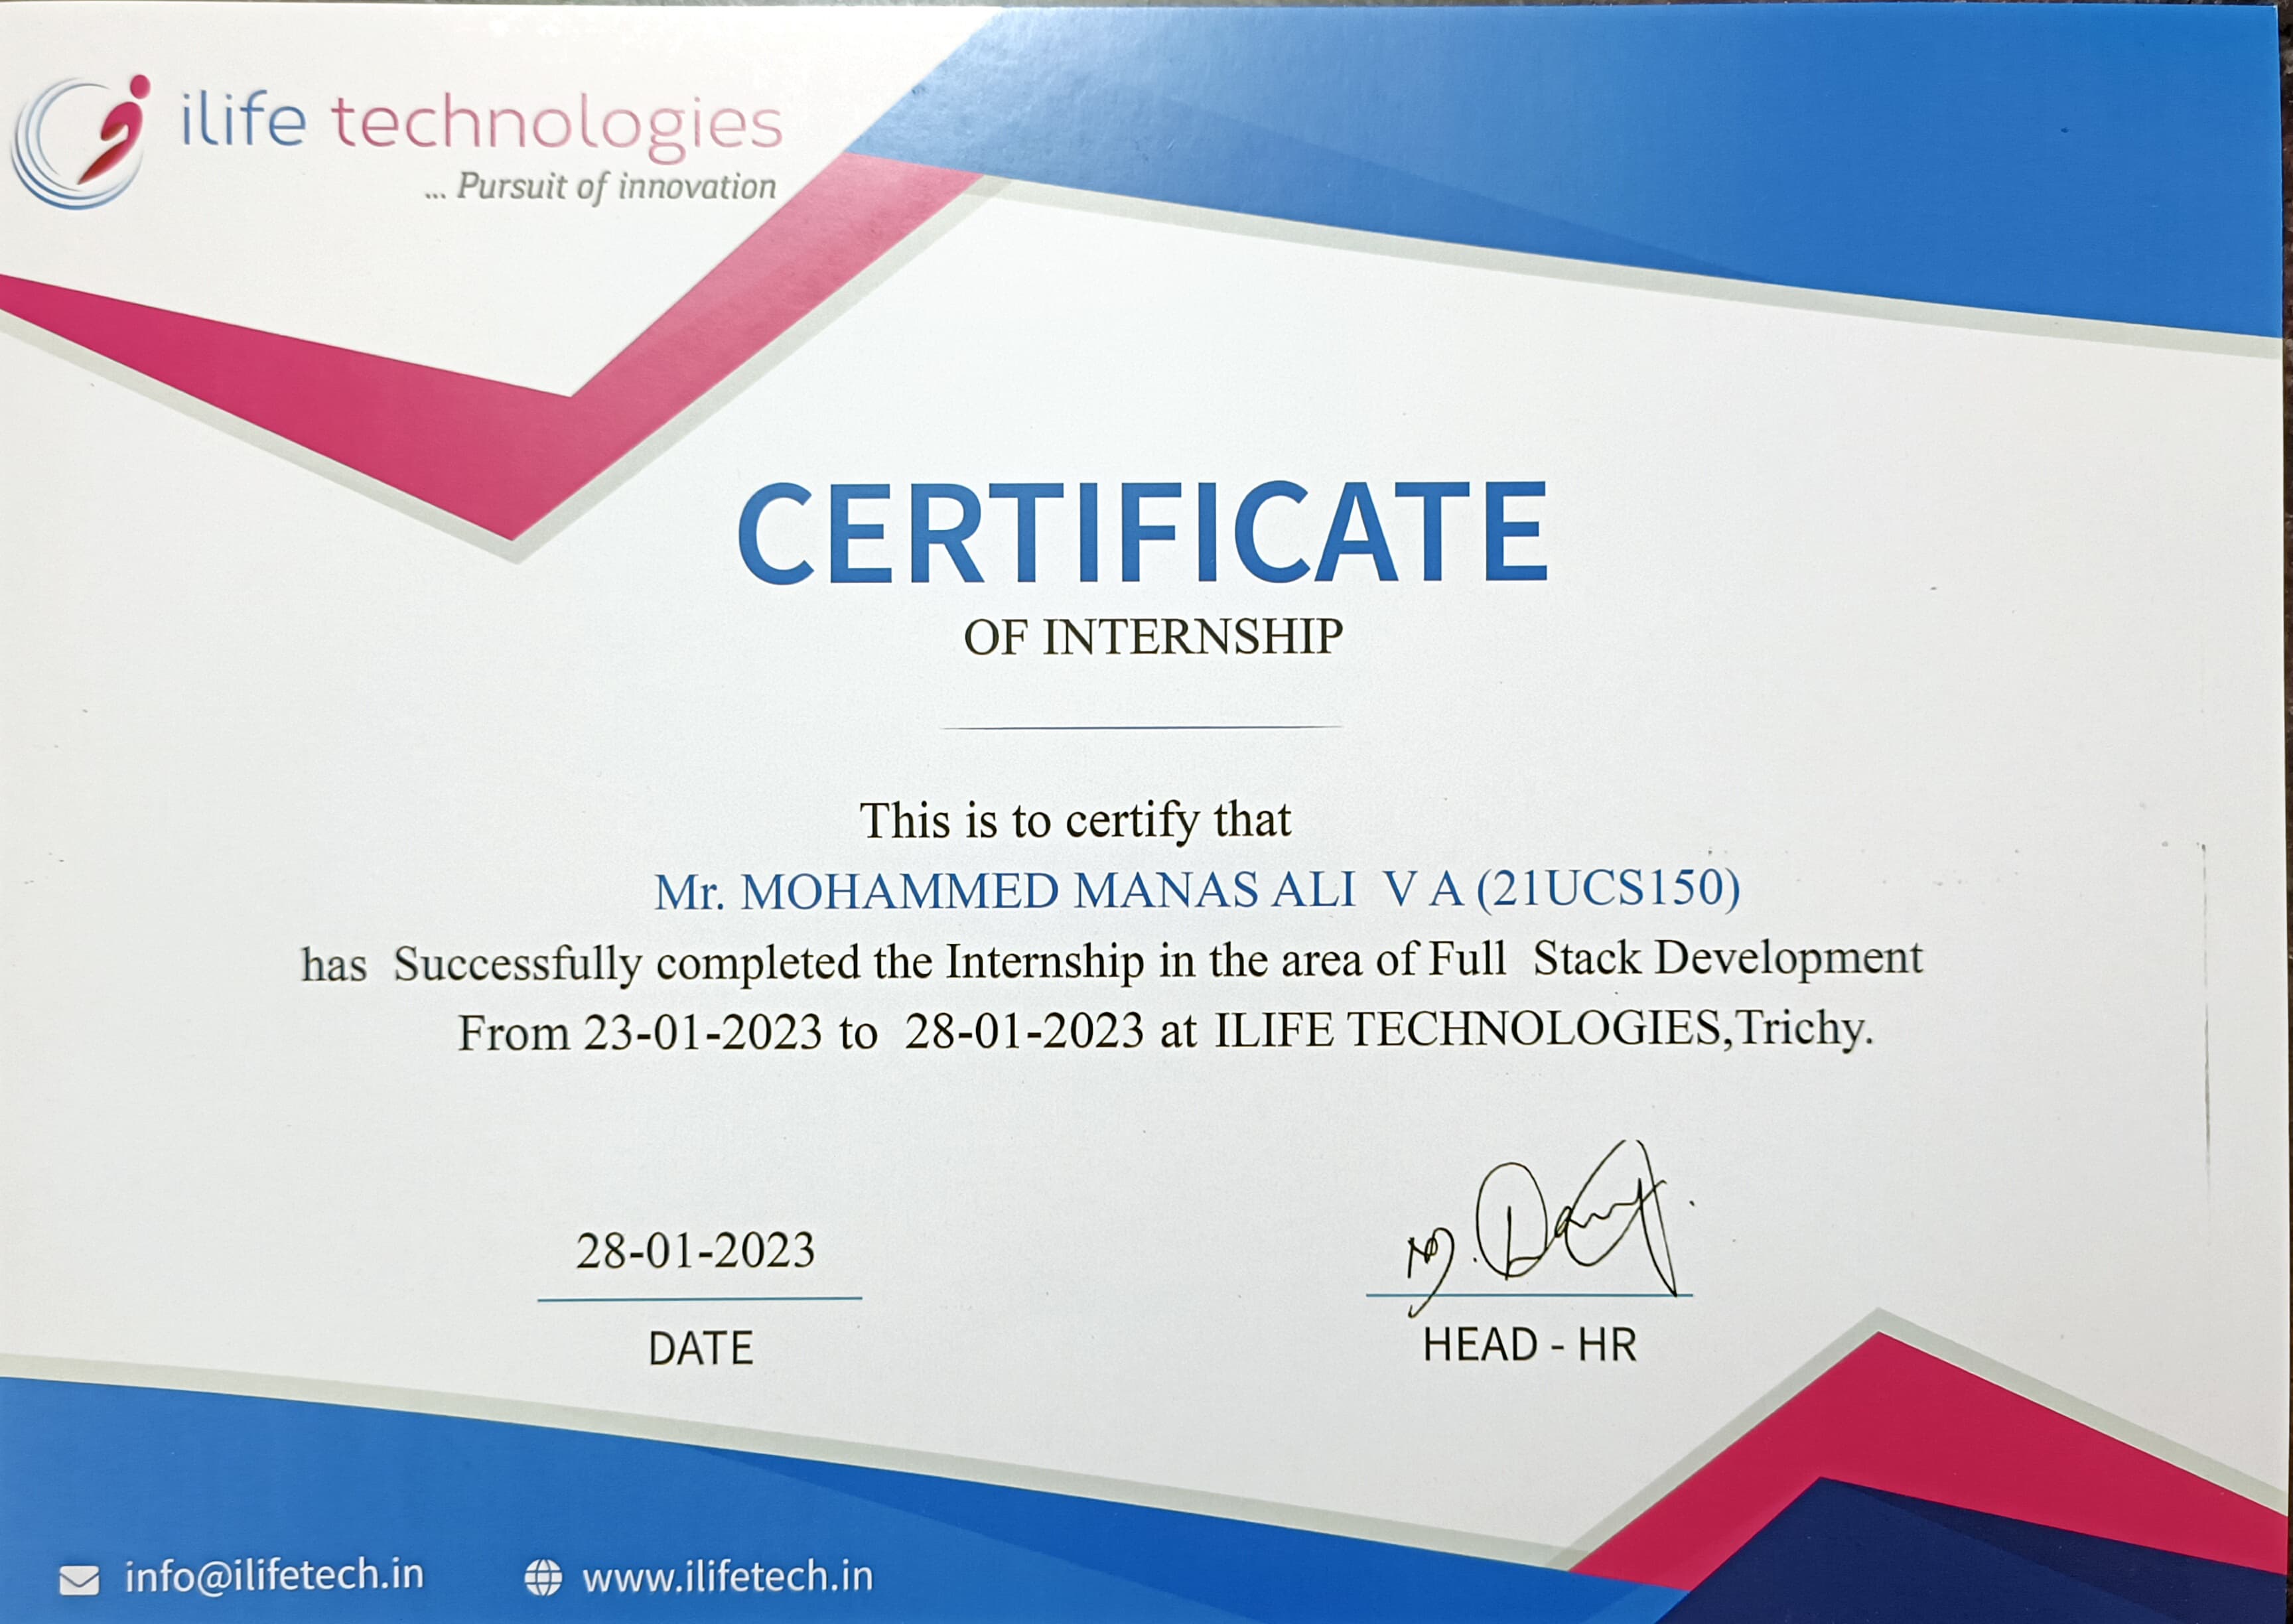 ilife technologies
... Pursuit of innovation
CERTIFICATE
OF INTERNSHIP
This is to certify that
Mr. MOHAMMED MANAS ALI V A (21UCS150)
has Successfully completed the Internship in the area of Full Stack Development
From 23-01-2023 to 28-01-2023 at ILIFE TECHNOLOGIES,Trichy.
28-01-2023
DATE
HEAD - HR
info@ilifetech.in
www.ilifetech.in